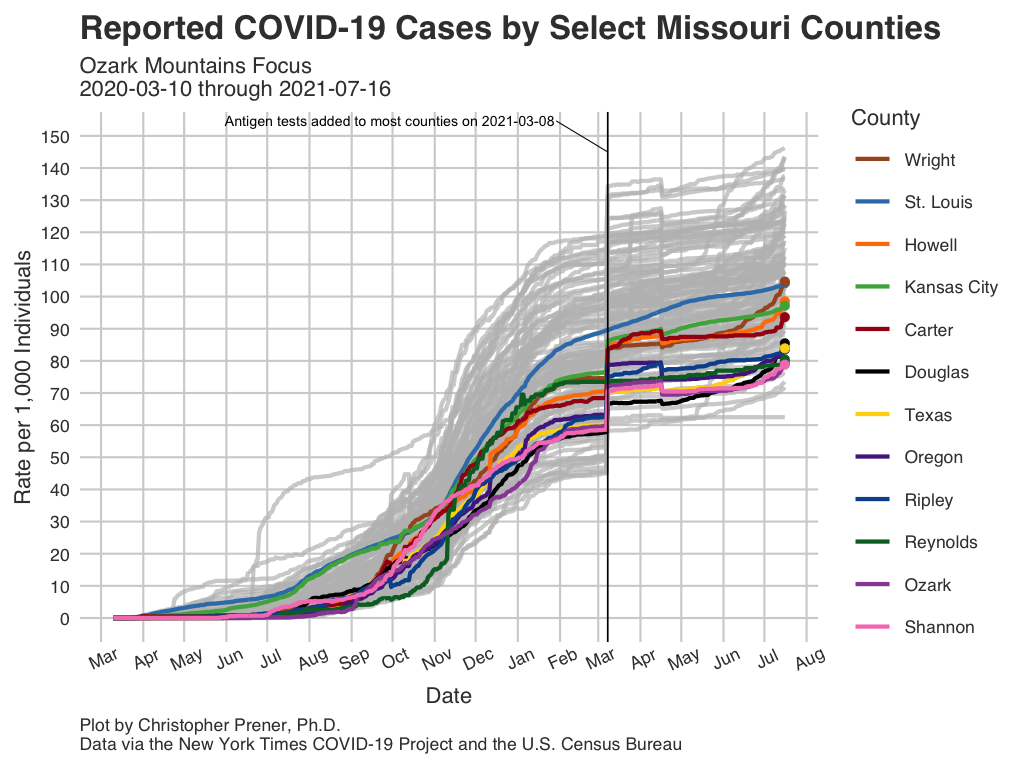 Reported COVID-19 Cases by Select Missouri Counties
Ozark Mountains Focus
2020-03-10 through 2021-07-16
Antigen tests added to most counties on 2021-03-08
Rate per 1,000 Individuals
150
140
130
120
110
100
90
80
70
60
50
40
30
20
10
0
Mar Apr May Jun Jul Aug Sep Oct Nov Dec Jan Feb Mar Apr May Jun Jul Aug
Date
County
Wright
St. Louis
Howell
Kansas City
Carter
Douglas
Texas
Oregon
Ripley
Reynolds
Ozark
Shannon
Plot by Christopher Prener, Ph.D.
Data via the New York Times COVID-19 Project and the U.S. Census Bureau